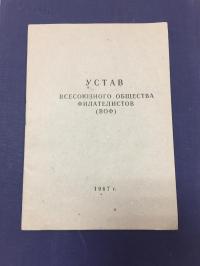 УСТАВ
ВСЕСОЮЗНОГО ОБЩЕСТВА
ФИЛАТЕЛИСТОВ
(ВОФ)
1967 г.